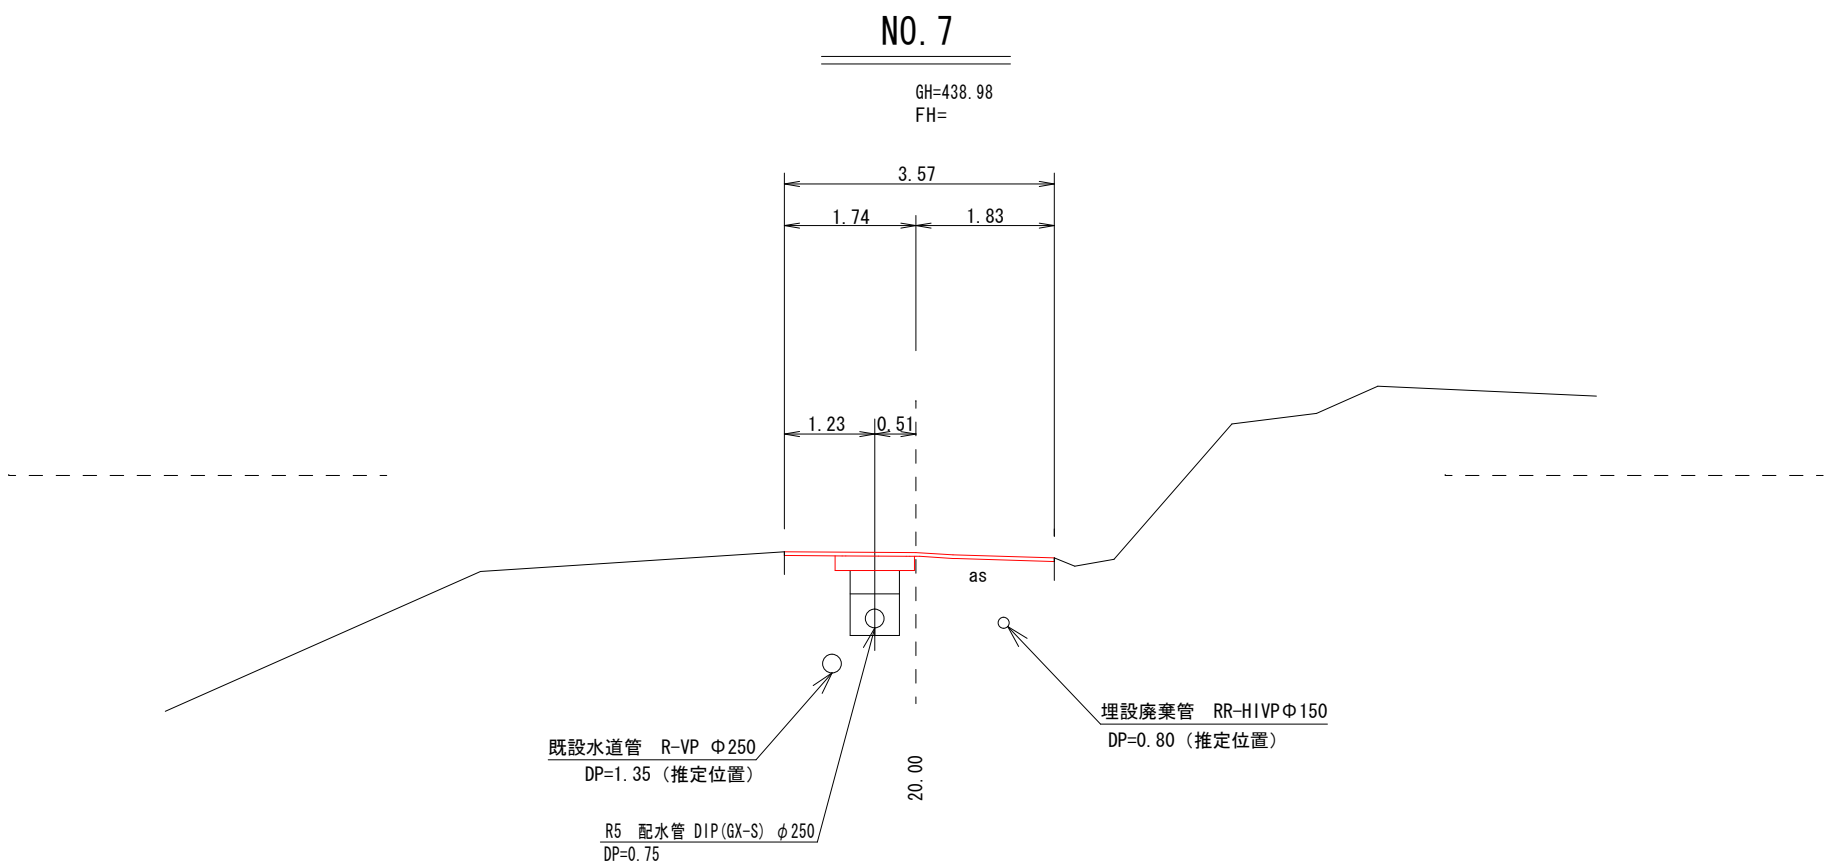 NO.7
GH=438.98
FH=
3.57
1.74
1.83
1.23
0.51
as
埋設廃棄管 RR-HIVPΦ150
DP=0.80（推定位置）
既設水道管 R-VP Φ250
DP=1.35（推定位置）
20.00
R5 配水管 DIP(GX-S) φ250
DP=0.75